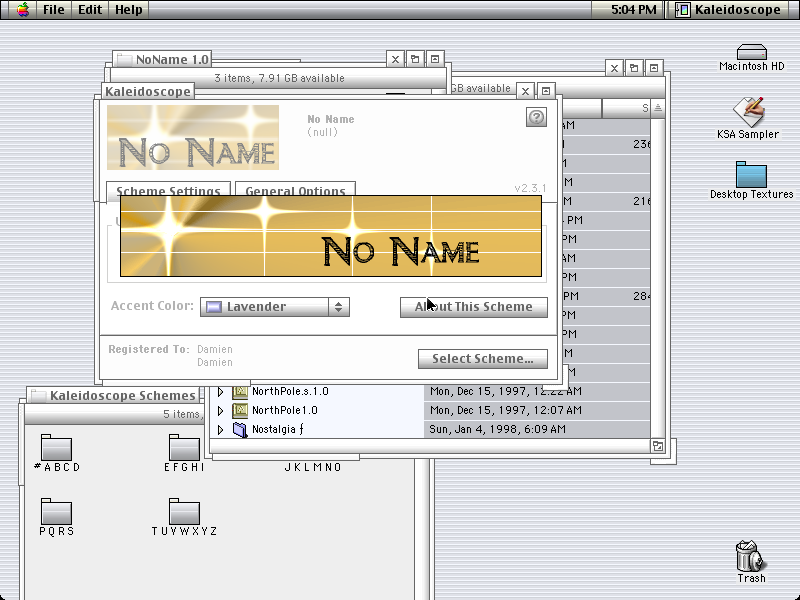 File Edit Help
5:04 PM
Kaleidoscope
NoName 1.0
3 items, 7.91 GB available
GB available
Kaleidoscope
No Name
No Name
(null)
Scheme Settings
General Options
v2.3.1
No Name
Accent Color:
Lavender
About This Scheme
Registered To:
Damien
Damien
Select Scheme...
S
AM
236
M
M
M
216
PM
PM
AM
M
PM
284
PM
M
M
NorthPole.s.1.0
Mon, Dec 15, 1997, 12:22 AM
NorthPole1.0
Mon, Dec 15, 1997, 12:07 AM
Nostalgia ƒ
Sun, Jan 4, 1998, 6:09 AM
Kaleidoscope Schemes
5 items,
#ABCD
EFGHI
JKLMNO
PQRS
TUVWXYZ
Macintosh HD
KSA Sampler
Desktop Textures
Trash